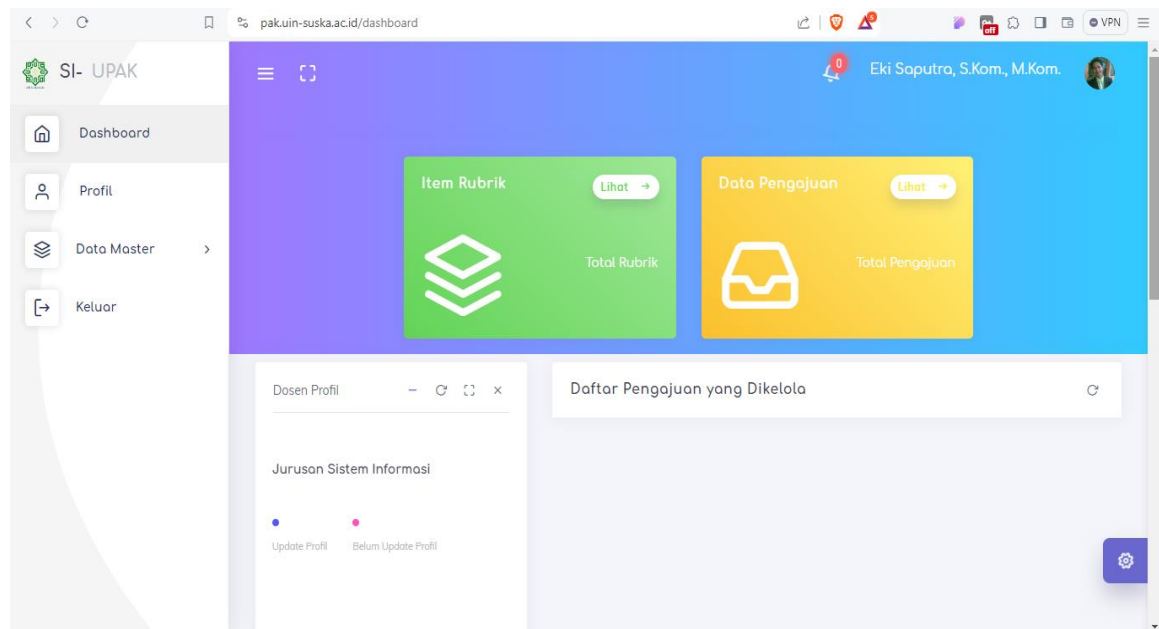 pak.uin-suska.ac.id/dashboard
6
off
VPN
SI- UPAK
0
Eki Saputra, S.Kom., M.Kom.
Dashboard
Profil
Data Master
Keluar
Item Rubrik
Lihat →
Total Rubrik
Data Pengajuan
Lihat →
Total Pengajuan
Dosen Profil
Jurusan Sistem Informasi
Update Profil
Belum Update Profil
Daftar Pengajuan yang Dikelola